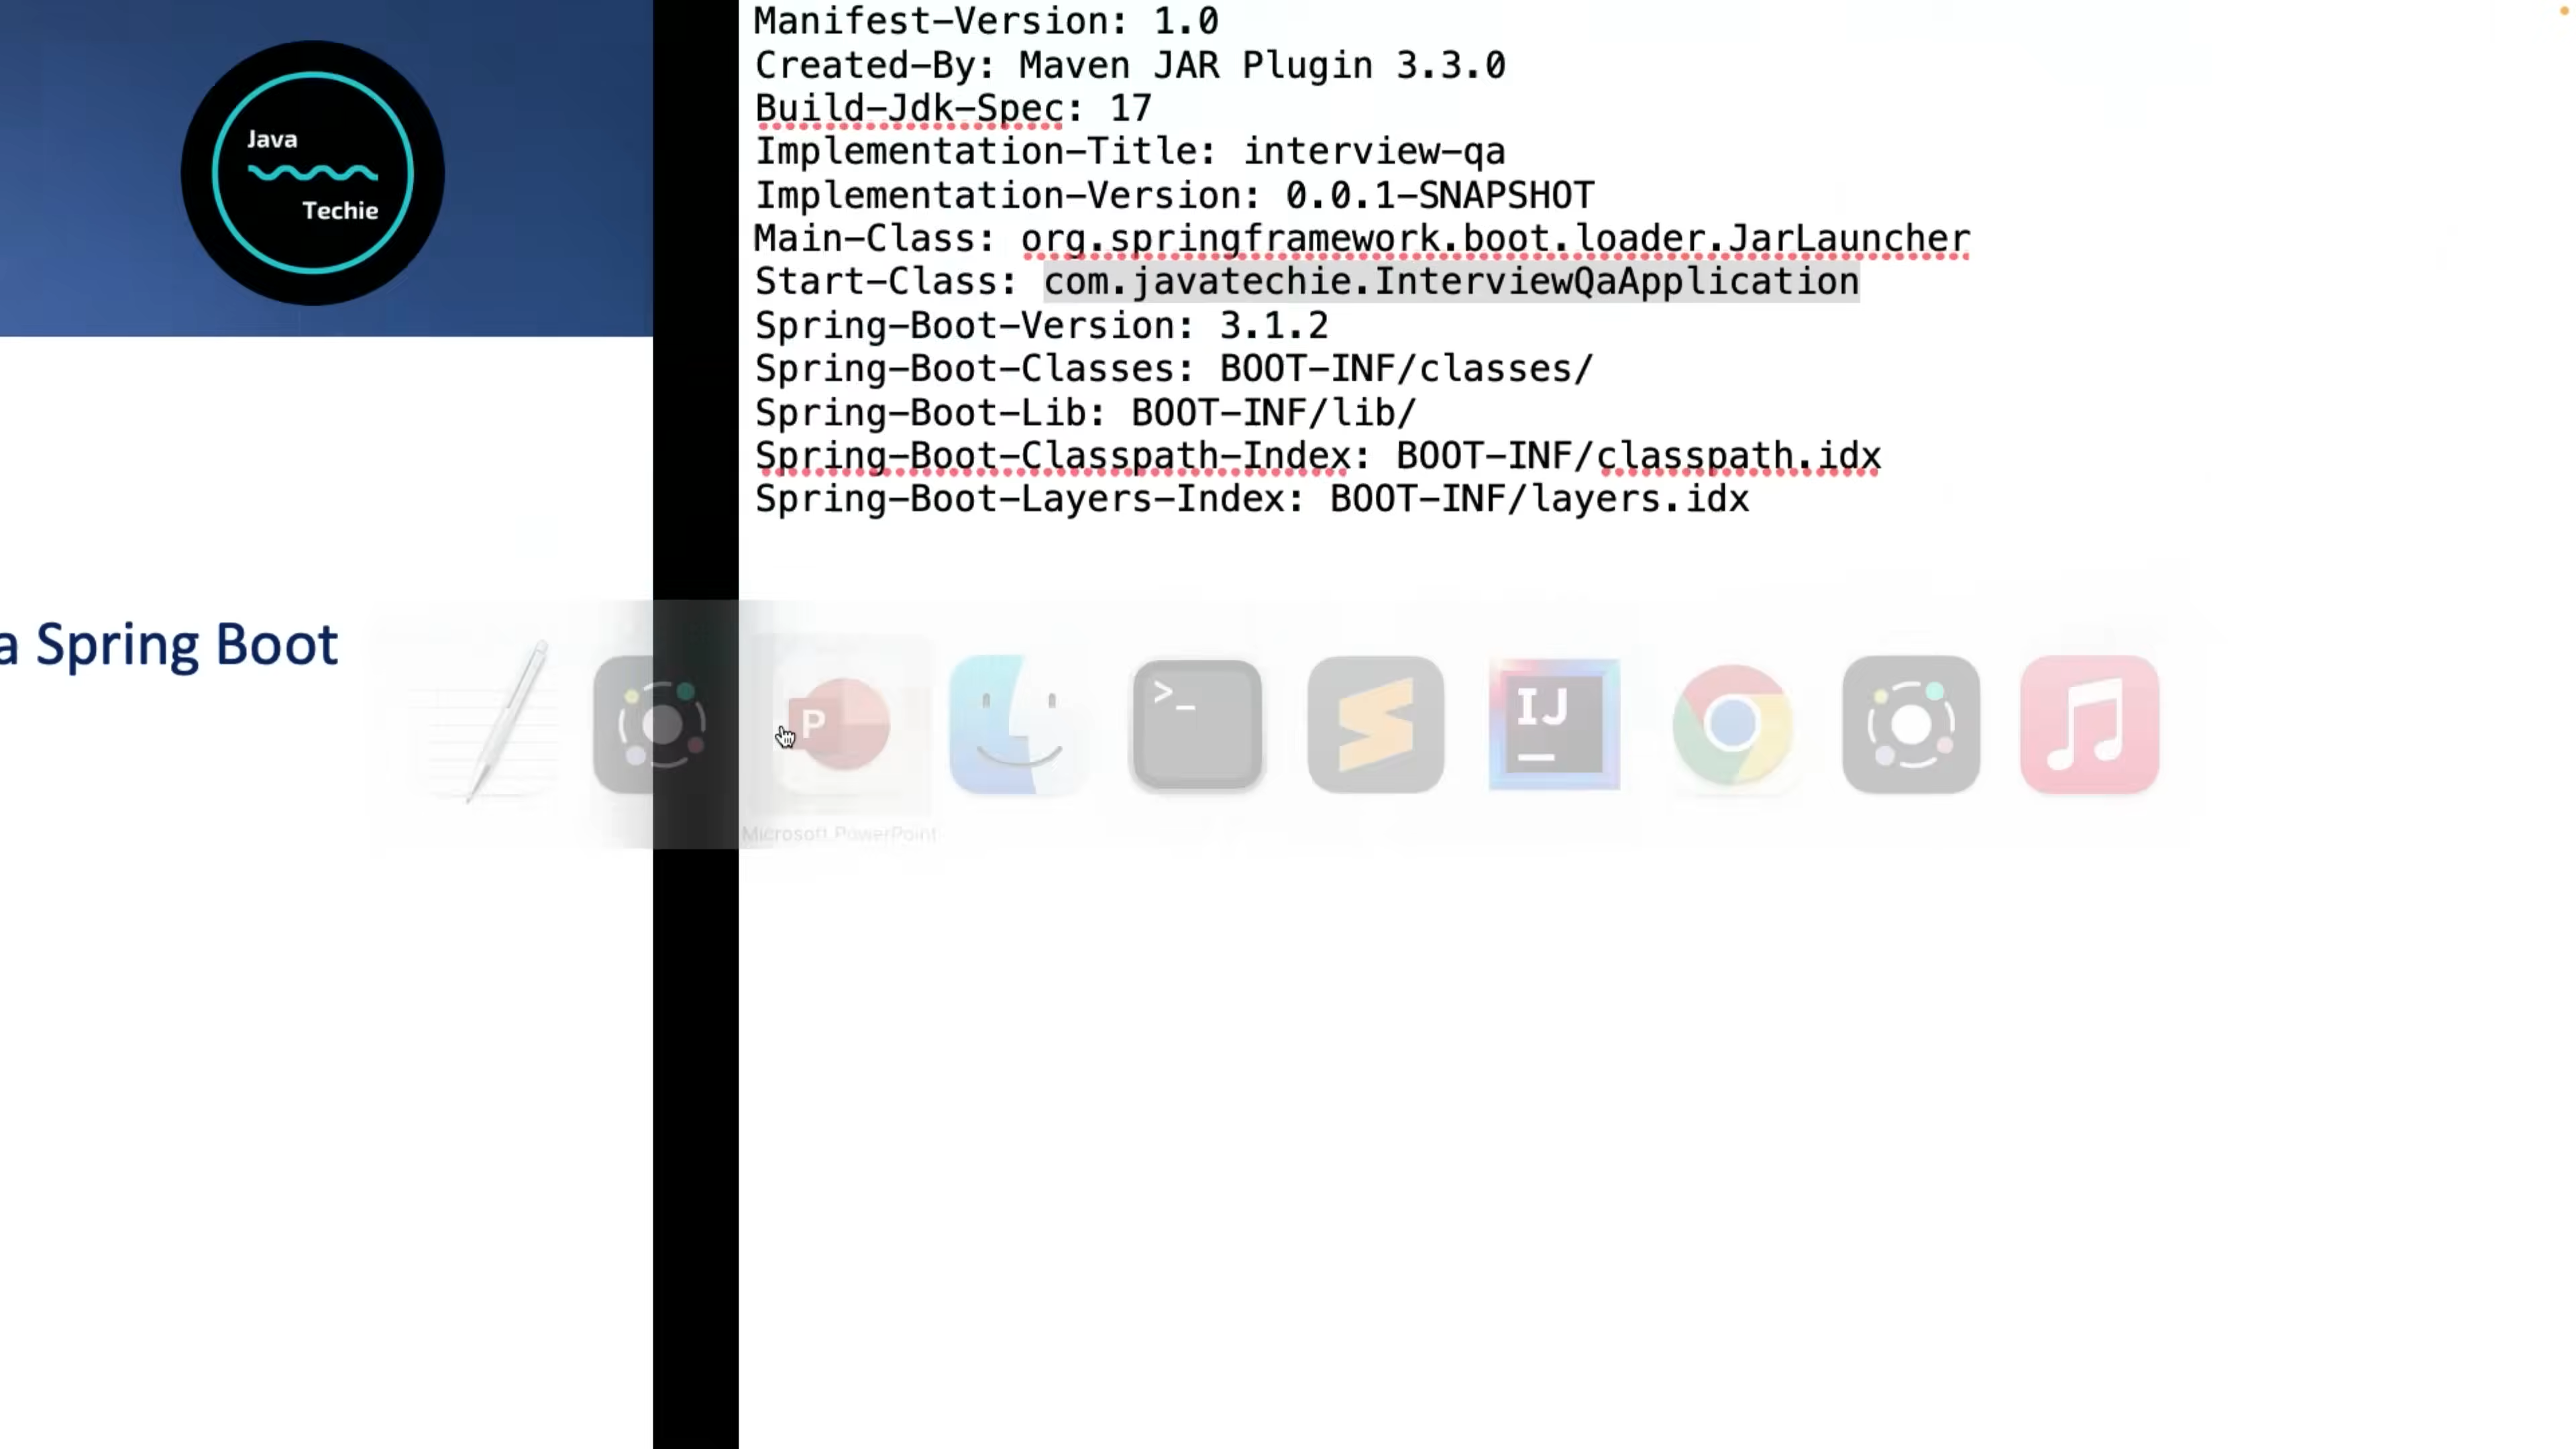 Java
Techie
a Spring Boot
Manifest-Version: 1.0
Created-By: Maven JAR Plugin 3.3.0
Build-Jdk-Spec: 17
Implementation-Title: interview-qa
Implementation-Version: 0.0.1-SNAPSHOT
Main-Class: org.springframework.boot.loader.JarLauncher
Start-Class: com.javatechie.InterviewQaApplication
Spring-Boot-Version: 3.1.2
Spring-Boot-Classes: BOOT-INF/classes/
Spring-Boot-Lib: BOOT-INF/lib/
Spring-Boot-Classpath-Index: BOOT-INF/classpath.idx
Spring-Boot-Layers-Index: BOOT-INF/layers.idx
P
>_
IJ
Microsoft PowerPoint